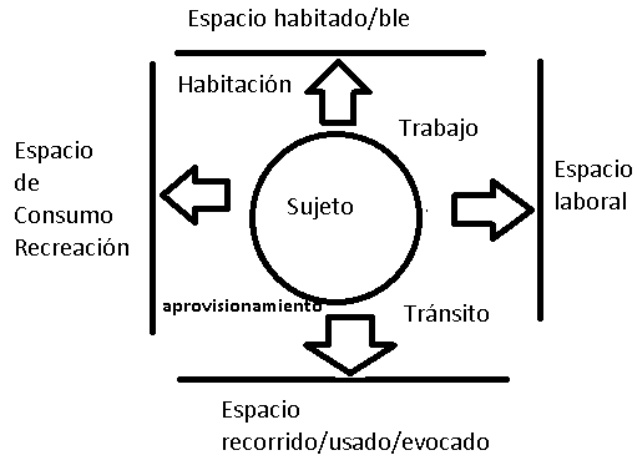 Espacio habitado/ble
Habitación
Trabajo
Espacio
de
Consumo
Recreación
Sujeto
Espacio
laboral
aprovisionamiento
Tránsito
Espacio
recorrido/usado/evocado